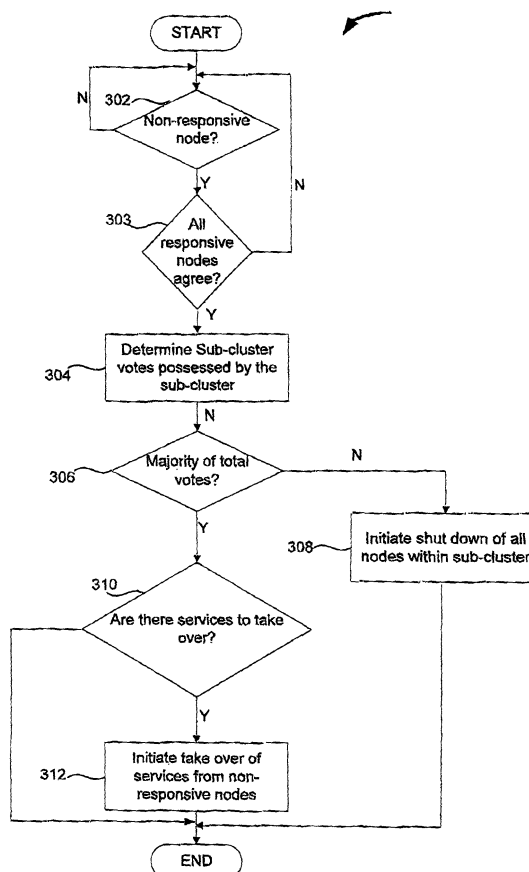 START
N
302
Non-responsive
node?
Y
N
303
All
responsive
nodes
agree?
Y
304
Determine Sub-cluster
votes possessed by the
sub-cluster
N
306
Majority of total
votes?
N
Y
308
Initiate shut down of all
nodes within sub-cluster
310
Are there services to take
over?
Y
312
Initiate take over of
services from non-
responsive nodes
END